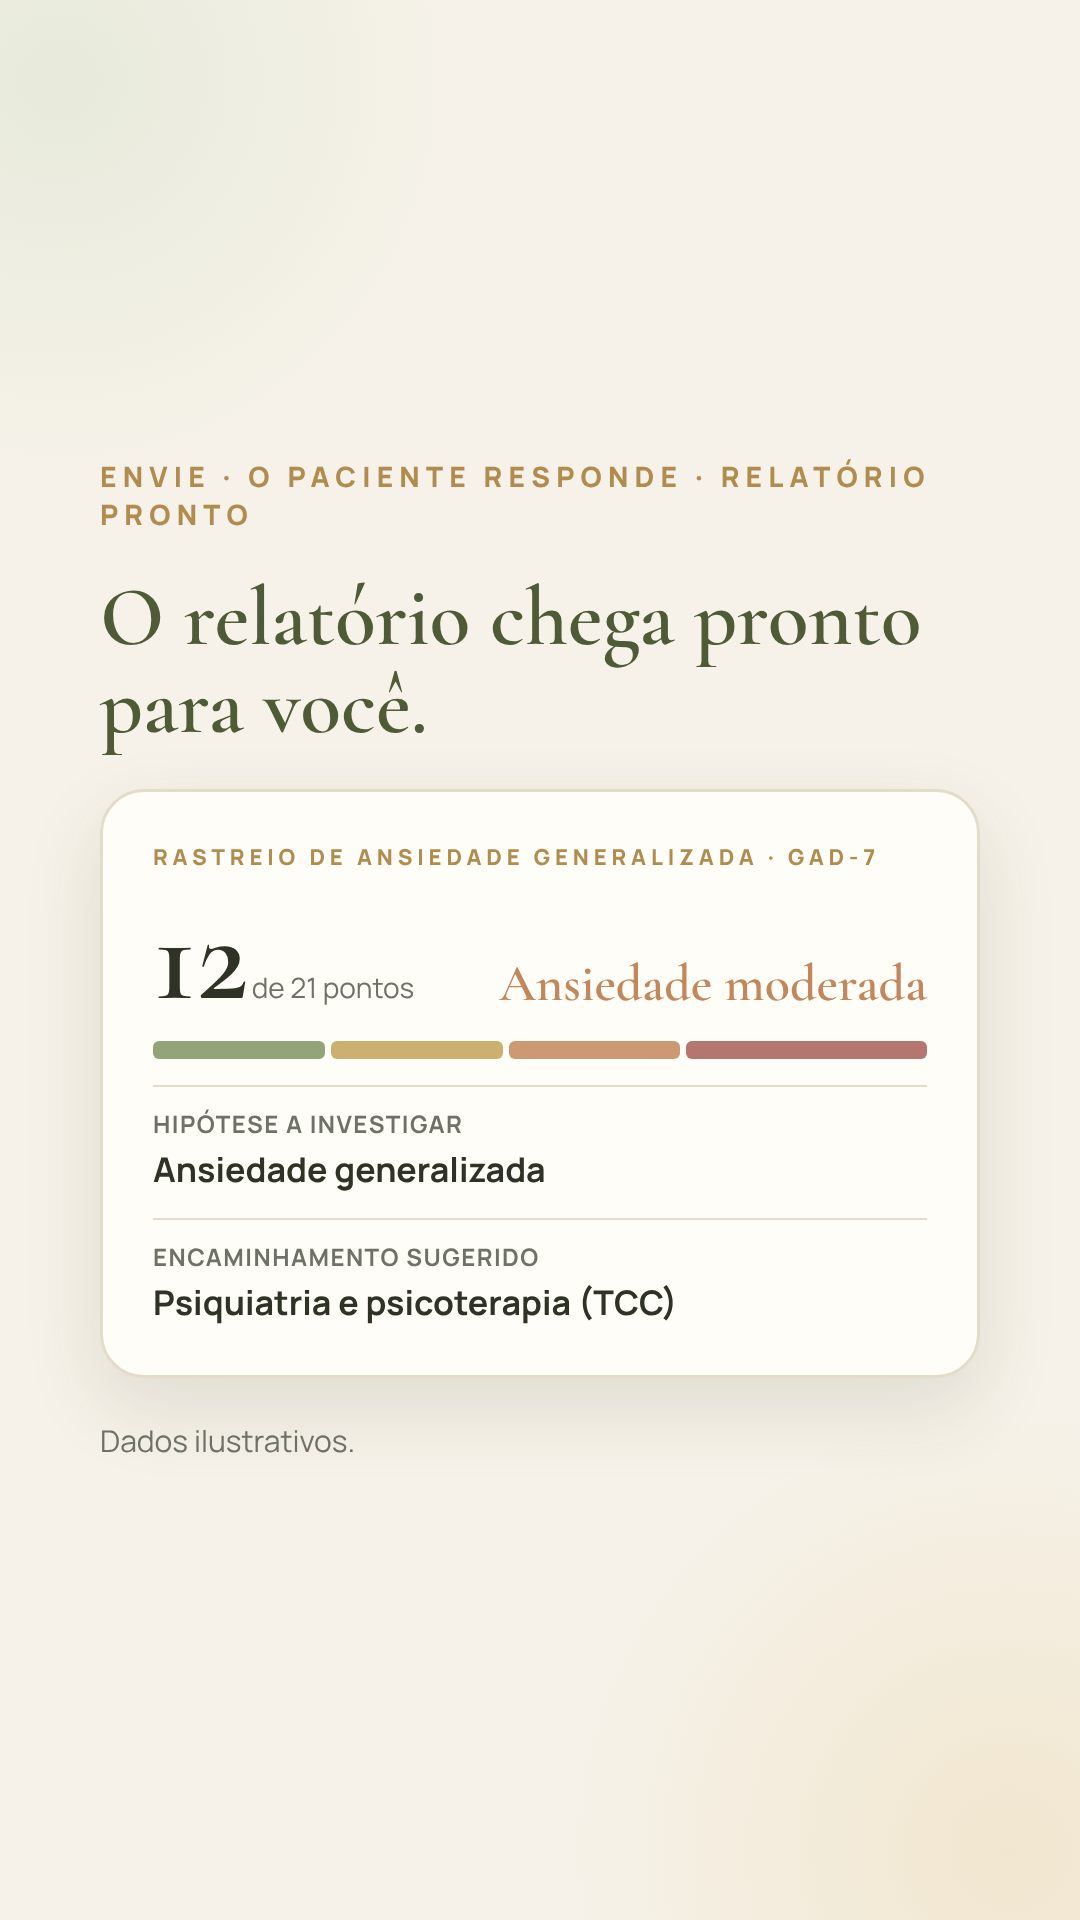 ENVIE · O PACIENTE RESPONDE · RELATÓRIO
PRONTO
O relatório chega pronto
para você.
RASTREIO DE ANSIEDADE GENERALIZADA · GAD-7
12 de 21 pontos
Ansiedade moderada
HIPÓTESE A INVESTIGAR
Ansiedade generalizada
ENCAMINHAMENTO SUGERIDO
Psiquiatria e psicoterapia (TCC)
Dados ilustrativos.